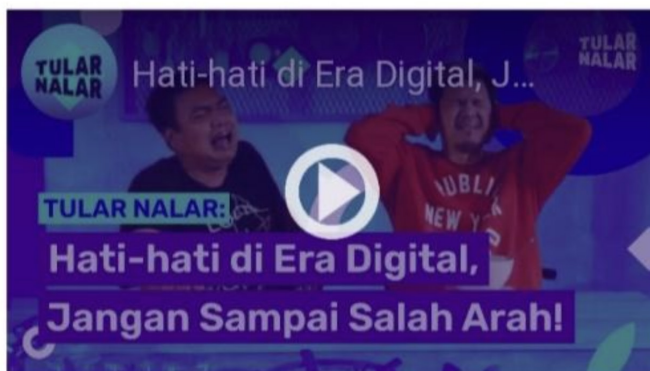 TULAR
NALAR
Hati-hati di Era Digital, J...
TULAR
NALAR
TULAR NALAR:
Hati-hati di Era Digital,
Jangan Sampai Salah Arah!
NEW